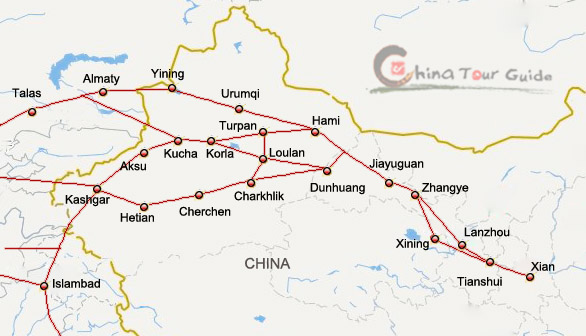 China Tour Guide
Yining
Almaty
Talas
Urumqi
Turpan
Hami
Kucha
Korla
Loulan
Aksu
Jiayuguan
Dunhuang
Zhangye
Kashgar
Charkhlik
Hetian
Cherchen
Lanzhou
Xining
CHINA
Xian
Tianshui
Islambad